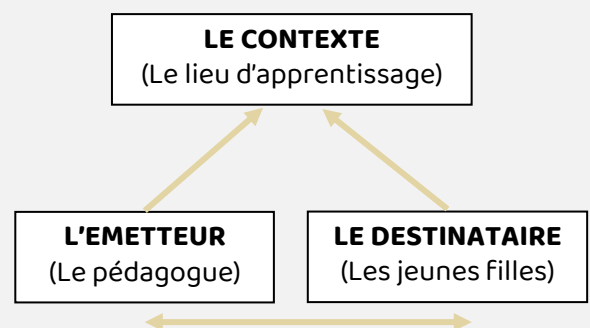 LE CONTEXTE
(Le lieu d'apprentissage)
L'EMETTEUR
(Le pédagogue)
LE DESTINATAIRE
(Les jeunes filles)